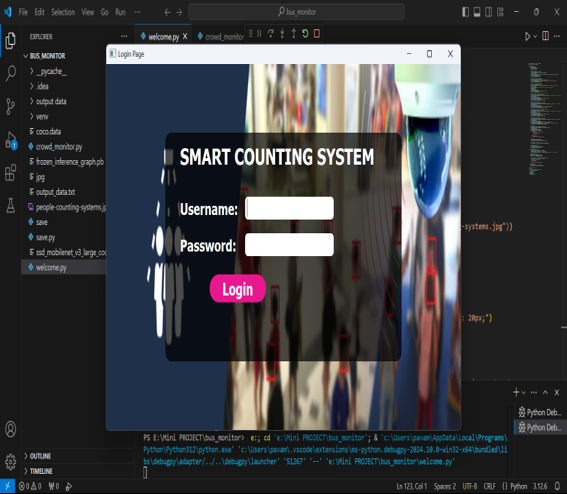 File Edit Selection View Go Run ···
bus_monitor
EXPLORER
BUS_MONITOR
__pycache__
.idea
output data
venv
coco.data
crowd_monitor.py
frozen_inference_graph.pb
jpg
output_data.txt
people-counting-systems.jp
save
save.py
ssd_mobilenet_v3_large_coc
welcome.py
OUTLINE
TIMELINE
welcome.py
crowd_monitor
Login Page
SMART COUNTING SYSTEM
Username:
Password:
Login
-systems.jpg"))
: 20px;")
PS E:\Mini PROJECT\bus_monitor> e:; cd 'e:\Mini PROJECT\bus_monitor'; & 'c:\Users\pavam\AppData\Local\Programs\
Python\Python312\python.exe' 'c:\Users\pavam\.vscode\extensions\ms-python.debugpy-2024.10.0-win32-x64\bundled\li
bs\debugpy\adapter/../..\debugpy\launcher' '51267' '--' 'e:\Mini PROJECT\bus_monitor\welcome.py'
Python Deb...
Python Deb...
0 0 0 Ln 123, Col 1 Spaces: 2 UTF-8 CRLF Python 3.12.6